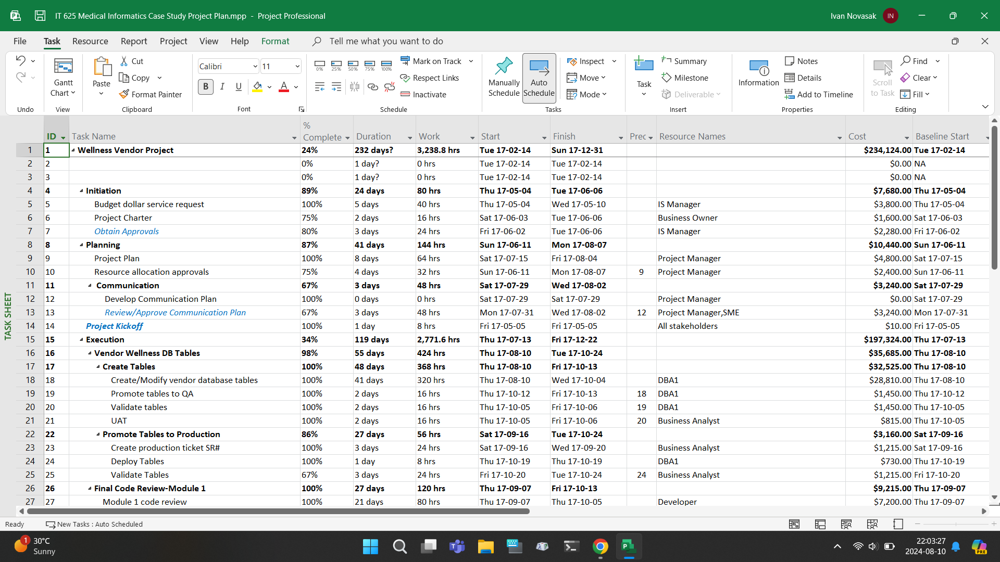 IT 625 Medical Informatics Case Study Project Plan.mpp - Project Professional
Ivan Novasak IN
File Task Resource Report Project View Help Format Tell me what you want to do
Undo
Gantt Chart
View
Paste
Cut
Copy
Format Painter
Clipboard
Calibri 11
B I U A
Font
0% 25% 50% 75% 100%
Mark on Track
Respect Links
Inactivate
Schedule
Manually Schedule
Auto Schedule
Inspect
Move
Mode
Tasks
Task
Summary
Milestone
Deliverable
Insert
Information
Notes
Details
Add to Timeline
Properties
Scroll to Task
Find
Clear
Fill
Editing
TASK SHEET
ID Task Name % Complete Duration Work Start Finish Prec Resource Names Cost Baseline Start
1 1 Wellness Vendor Project 24% 232 days? 3,238.8 hrs Tue 17-02-14 Sun 17-12-31 $234,124.00 Tue 17-02-14
2 2 0% 1 day? 0 hrs Tue 17-02-14 Tue 17-02-14 $0.00 NA
3 3 0% 1 day? 0 hrs Tue 17-02-14 Tue 17-02-14 $0.00 NA
4 4 Initiation 89% 24 days 80 hrs Thu 17-05-04 Tue 17-06-06 $7,680.00 Thu 17-05-04
5 5 Budget dollar service request 100% 5 days 40 hrs Thu 17-05-04 Wed 17-05-10 IS Manager $3,800.00 Thu 17-05-04
6 6 Project Charter 75% 2 days 16 hrs Sat 17-06-03 Tue 17-06-06 Business Owner $1,600.00 Sat 17-06-03
7 7 Obtain Approvals 80% 3 days 24 hrs Fri 17-06-02 Tue 17-06-06 IS Manager $2,280.00 Fri 17-06-02
8 8 Planning 87% 41 days 144 hrs Sun 17-06-11 Mon 17-08-07 $10,440.00 Sun 17-06-11
9 9 Project Plan 100% 8 days 64 hrs Sat 17-07-15 Fri 17-08-04 Project Manager $4,800.00 Sat 17-07-15
10 10 Resource allocation approvals 75% 4 days 32 hrs Sun 17-06-11 Mon 17-08-07 9 Project Manager $2,400.00 Sun 17-06-11
11 11 Communication 67% 3 days 48 hrs Sat 17-07-29 Wed 17-08-02 $3,240.00 Sat 17-07-29
12 12 Develop Communication Plan 100% 0 days 0 hrs Sat 17-07-29 Sat 17-07-29 Project Manager $0.00 Sat 17-07-29
13 13 Review/Approve Communication Plan 67% 3 days 48 hrs Mon 17-07-31 Wed 17-08-02 12 Project Manager,SME $3,240.00 Mon 17-07-31
14 14 Project Kickoff 100% 1 day 8 hrs Fri 17-05-05 Fri 17-05-05 All stakeholders $10.00 Fri 17-05-05
15 15 Execution 34% 119 days 2,771.6 hrs Thu 17-07-13 Fri 17-12-22 $197,324.00 Thu 17-07-13
16 16 Vendor Wellness DB Tables 98% 55 days 424 hrs Thu 17-08-10 Tue 17-10-24 $35,685.00 Thu 17-08-10
17 17 Create Tables 100% 48 days 368 hrs Thu 17-08-10 Fri 17-10-13 $32,525.00 Thu 17-08-10
18 18 Create/Modify vendor database tables 100% 41 days 320 hrs Thu 17-08-10 Wed 17-10-04 DBA1 $28,810.00 Thu 17-08-10
19 19 Promote tables to QA 100% 2 days 16 hrs Thu 17-10-12 Fri 17-10-13 18 DBA1 $1,450.00 Thu 17-10-12
20 20 Validate tables 100% 2 days 16 hrs Thu 17-10-05 Fri 17-10-06 19 DBA1 $1,450.00 Thu 17-10-05
21 21 UAT 100% 2 days 16 hrs Thu 17-10-05 Fri 17-10-06 20 Business Analyst $815.00 Thu 17-10-05
22 22 Promote Tables to Production 86% 27 days 56 hrs Sat 17-09-16 Tue 17-10-24 $3,160.00 Sat 17-09-16
23 23 Create production ticket SR# 100% 3 days 24 hrs Sat 17-09-16 Wed 17-09-20 Business Analyst $1,215.00 Sat 17-09-16
24 24 Deploy Tables 100% 1 day 8 hrs Thu 17-10-19 Thu 17-10-19 DBA1 $730.00 Thu 17-10-19
25 25 Validate Tables 67% 3 days 24 hrs Fri 17-10-20 Tue 17-10-24 24 Business Analyst $1,215.00 Fri 17-10-20
26 26 Final Code Review-Module 1 100% 27 days 120 hrs Thu 17-09-07 Fri 17-10-13 $9,215.00 Thu 17-09-07
27 27 Module 1 code review 100% 21 days 80 hrs Thu 17-09-07 Thu 17-10-05 Developer $7,200.00 Thu 17-09-07
Ready New Tasks : Auto Scheduled
1 30°C
Sunny
22:03:27
2024-08-10
PRE